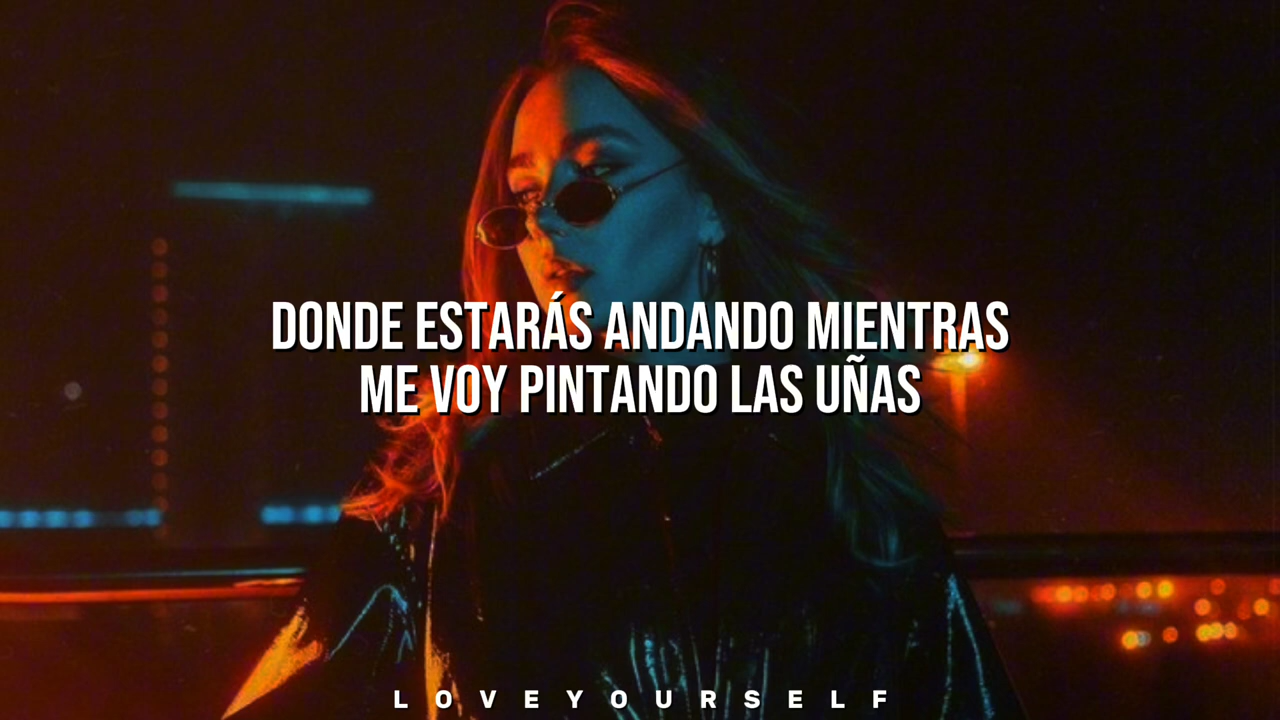 DONDE ESTARÁS ANDANDO MIENTRAS
ME VOY PINTANDO LAS UÑAS
LOVEYOURSELF